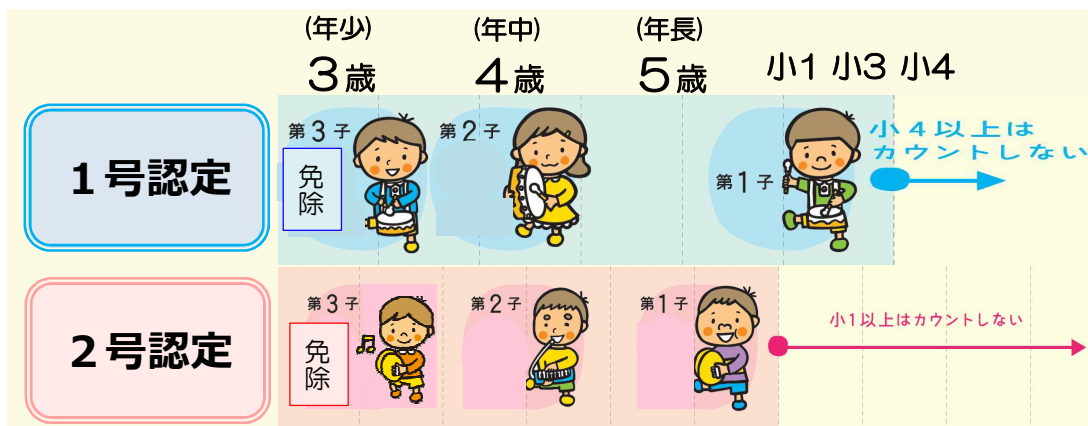 (年少) (年中) (年長)
3歳 4歳 5歳 小1 小3 小4
1号認定
第3子
免除
第2子
第1子
小4以上は
カウントしない
2号認定
第3子
免除
第2子
第1子
小1以上はカウントしない